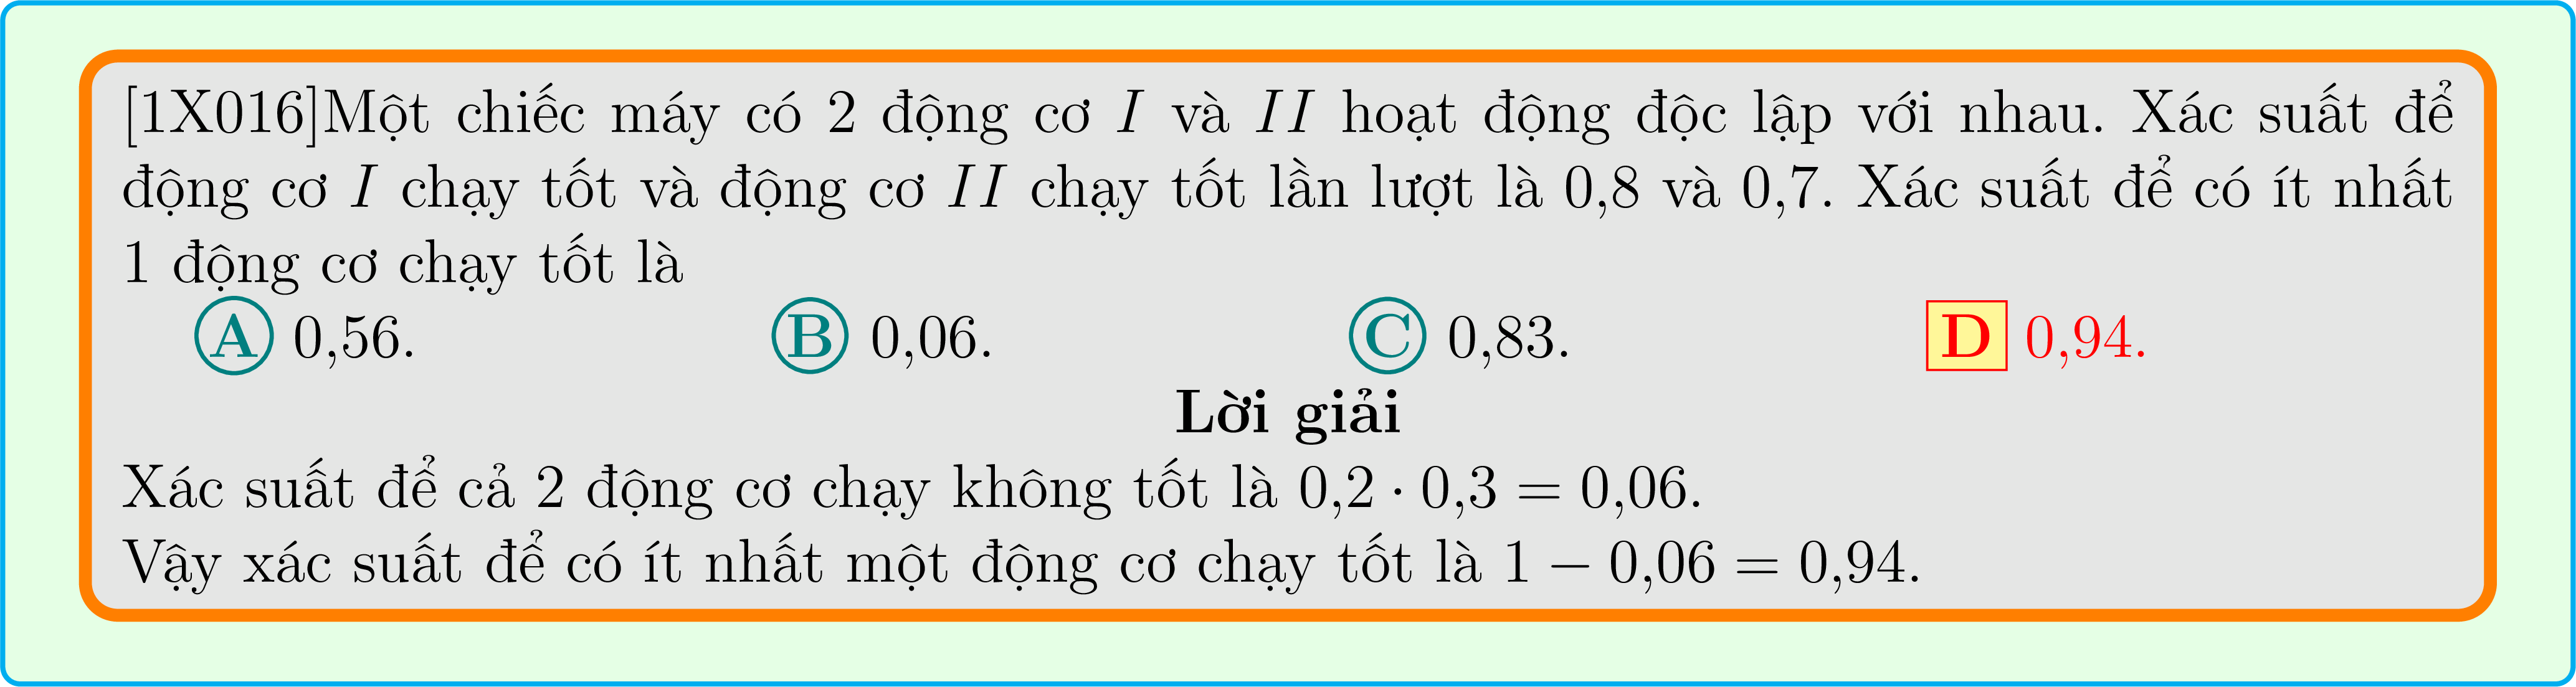 [1X016]Một chiếc máy có 2 động cơ I và II hoạt động độc lập với nhau. Xác suất để
động cơ I chạy tốt và động cơ II chạy tốt lần lượt là 0,8 và 0,7. Xác suất để có ít nhất
1 động cơ chạy tốt là
A 0,56. B 0,06. C 0,83. D 0,94.
Lời giải
Xác suất để cả 2 động cơ chạy không tốt là 0,2 · 0,3 = 0,06.
Vậy xác suất để có ít nhất một động cơ chạy tốt là 1 − 0,06 = 0,94.